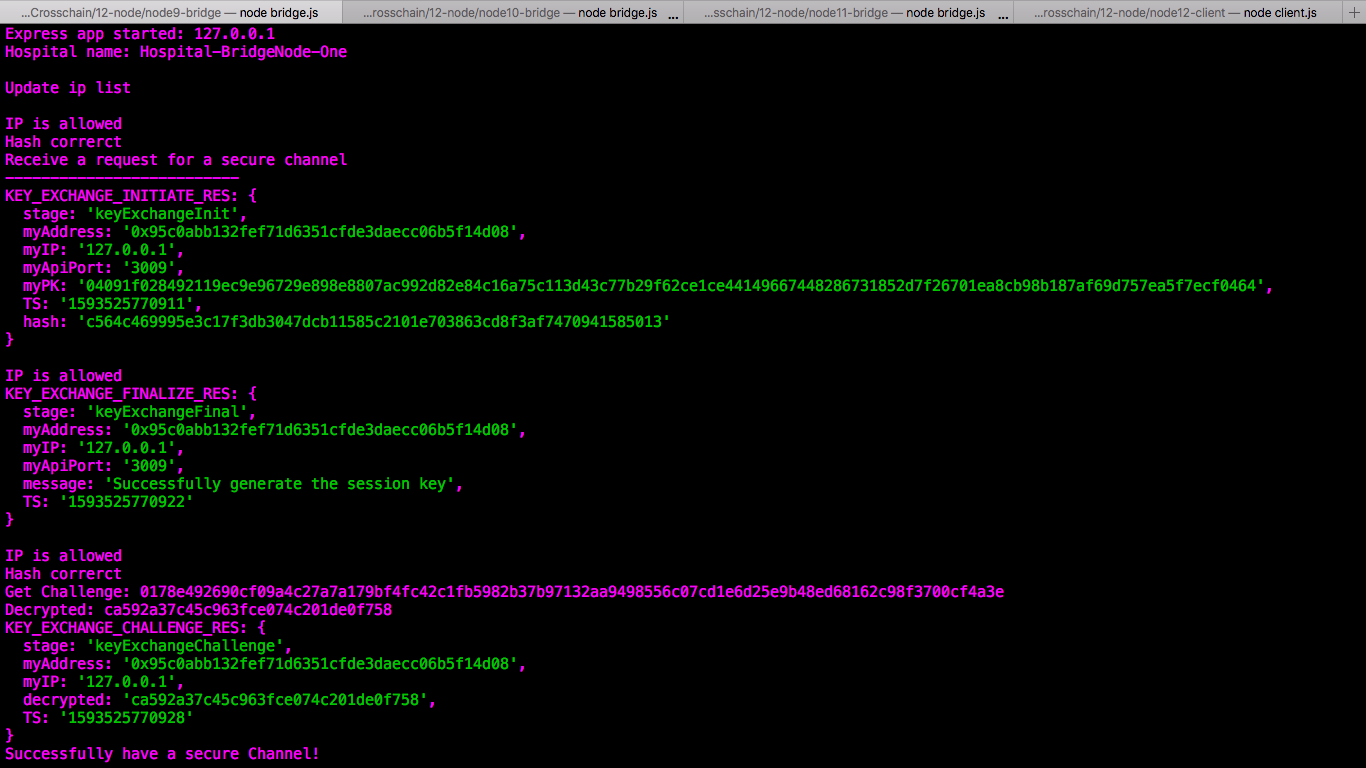 ...Crosschain/12-node/node9-bridge — node bridge.js ...rosschain/12-node/node10-bridge — node bridge.js ... ...sschain/12-node/node11-bridge — node bridge.js ... ...rosschain/12-node/node12-client — node client.js +
Express app started: 127.0.0.1
Hospital name: Hospital-BridgeNode-One
Update ip list
IP is allowed
Hash correrct
Receive a request for a secure channel
--------------------------
KEY_EXCHANGE_INITIATE_RES: {
stage: 'keyExchangeInit',
myAddress: '0x95c0abb132fef71d6351cfde3daecc06b5f14d08',
myIP: '127.0.0.1',
myApiPort: '3009',
myPK: '04091f028492119ec9e96729e898e8807ac992d82e84c16a75c113d43c77b29f62ce1ce44149667448286731852d7f26701ea8cb98b187af69d757ea5f7ecf0464',
TS: '1593525770911',
hash: 'c564c469995e3c17f3db3047dcb11585c2101e703863cd8f3af7470941585013'
}
IP is allowed
KEY_EXCHANGE_FINALIZE_RES: {
stage: 'keyExchangeFinal',
myAddress: '0x95c0abb132fef71d6351cfde3daecc06b5f14d08',
myIP: '127.0.0.1',
myApiPort: '3009',
message: 'Successfully generate the session key',
TS: '1593525770922'
}
IP is allowed
Hash correrct
Get Challenge: 0178e492690cf09a4c27a7a179bf4fc42c1fb5982b37b97132aa9498556c07cd1e6d25e9b48ed68162c98f3700cf4a3e
Decrypted: ca592a37c45c963fce074c201de0f758
KEY_EXCHANGE_CHALLENGE_RES: {
stage: 'keyExchangeChallenge',
myAddress: '0x95c0abb132fef71d6351cfde3daecc06b5f14d08',
myIP: '127.0.0.1',
decrypted: 'ca592a37c45c963fce074c201de0f758',
TS: '1593525770928'
}
Successfully have a secure Channel!